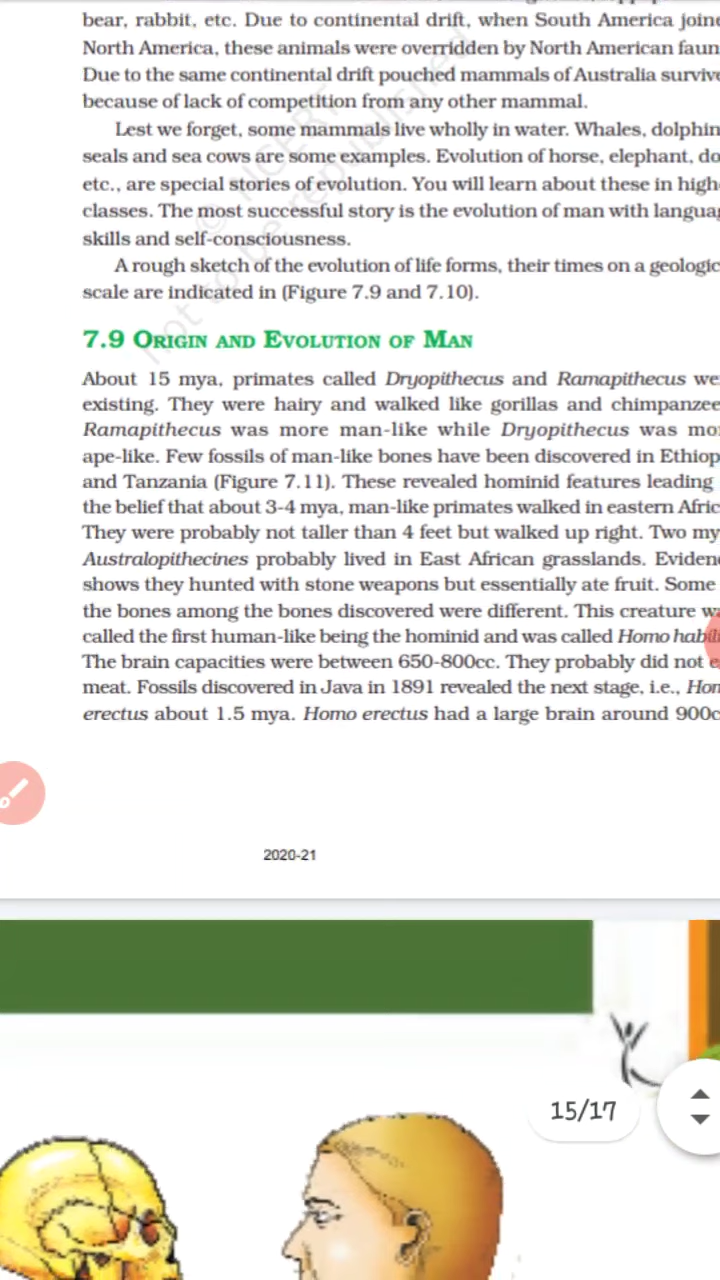 bear, rabbit, etc. Due to continental drift, when South America joine
North America, these animals were overridden by North American faun
Due to the same continental drift pouched mammals of Australia survive
because of lack of competition from any other mammal.
Lest we forget, some mammals live wholly in water. Whales, dolphin
seals and sea cows are some examples. Evolution of horse, elephant, do
etc., are special stories of evolution. You will learn about these in high
classes. The most successful story is the evolution of man with languag
skills and self-consciousness.
A rough sketch of the evolution of life forms, their times on a geologic
scale are indicated in (Figure 7.9 and 7.10).
7.9 ORIGIN AND EVOLUTION OF MAN
About 15 mya, primates called Dryopithecus and Ramapithecus we
existing. They were hairy and walked like gorillas and chimpanzee
Ramapithecus was more man-like while Dryopithecus was mo
ape-like. Few fossils of man-like bones have been discovered in Ethiop
and Tanzania (Figure 7.11). These revealed hominid features leading
the belief that about 3-4 mya, man-like primates walked in eastern Afric
They were probably not taller than 4 feet but walked up right. Two my
Australopithecines probably lived in East African grasslands. Evidenc
shows they hunted with stone weapons but essentially ate fruit. Some
the bones among the bones discovered were different. This creature wa
called the first human-like being the hominid and was called Homo habili
The brain capacities were between 650-800cc. They probably did not e
meat. Fossils discovered in Java in 1891 revealed the next stage, i.e., Hom
erectus about 1.5 mya. Homo erectus had a large brain around 900c
© NCERT
not to be republished
2020-21
15/17